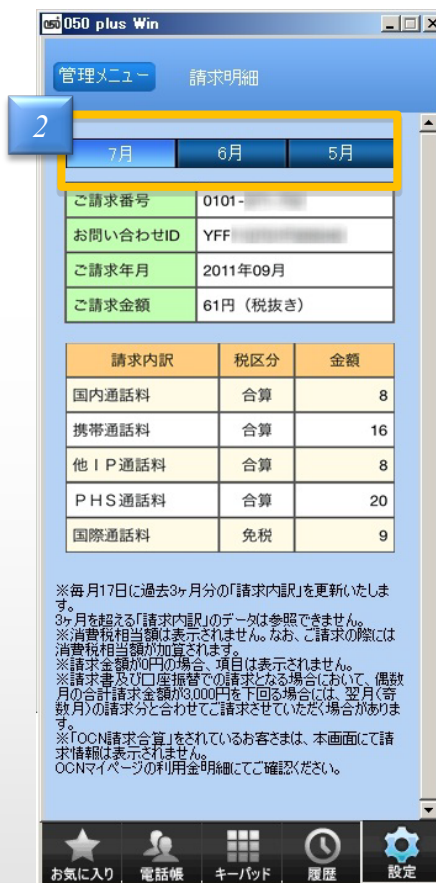 050 plus Win
管理メニュー 請求明細
2
7月 6月 5月
ご請求番号 0101-
お問い合わせID YFF
ご請求年月 2011年09月
ご請求金額 61円（税抜き）
請求内訳 税区分 金額
国内通話料 合算 8
携帯通話料 合算 16
他ＩＰ通話料 合算 8
ＰＨＳ通話料 合算 20
国際通話料 免税 9
※毎月17日に過去3ヶ月分の「請求内訳」を更新いたしま
す。
3ヶ月を超える「請求内訳」のデータは参照できません。
※消費税相当額は表示されません。なお、ご請求の際には
消費税相当額が加算されます。
※請求金額が0円の場合、項目は表示されません。
※請求書及び口座振替での請求となる場合において、偶数
月の合計請求金額が3,000円を下回る場合には、翌月（奇
数月）の請求分と合わせてご請求させていただく場合がありま
す。
※「OCN請求合算」をされているお客さまは、本画面にて請
求情報は表示されません。
OCNマイページの利用金明細にてご確認ください。
お気に入り 電話帳 キーパッド 履歴 設定